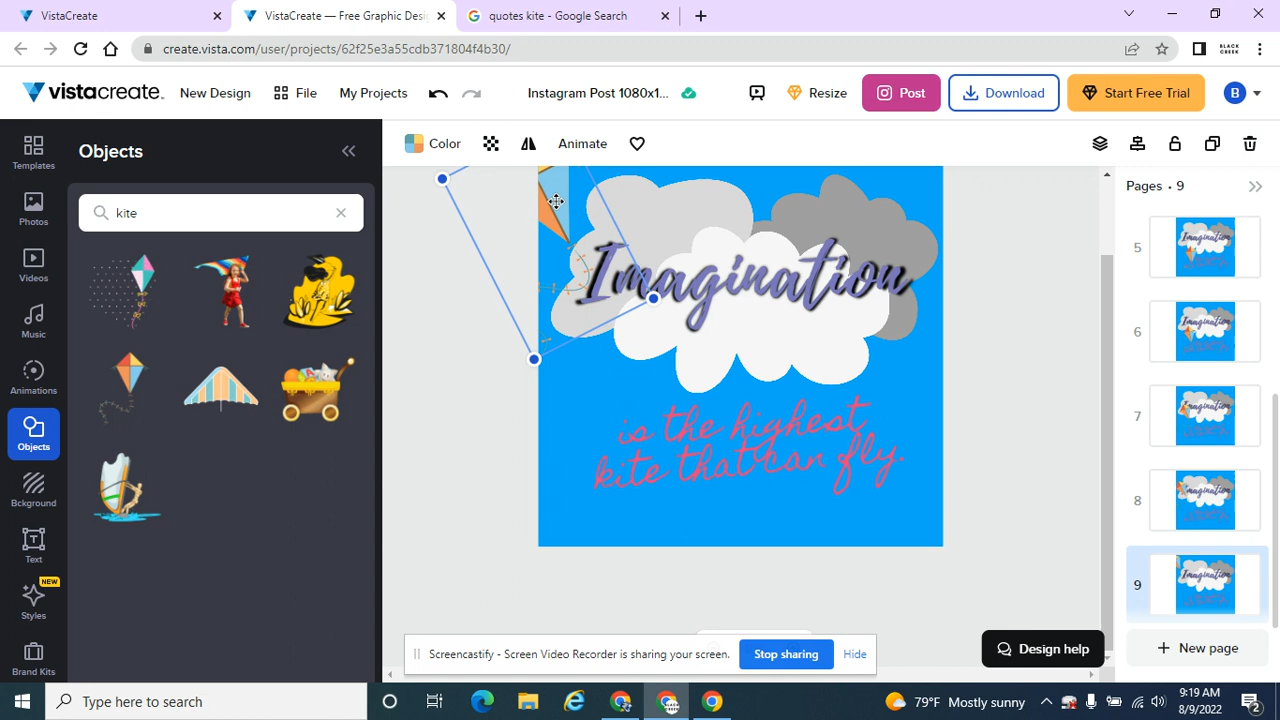 VistaCreate
VistaCreate — Free Graphic Desig
quotes kite - Google Search
create.vista.com/user/projects/62f25e3a55cdb371804f4b30/
BLACK
CREEK
vistacreate.
New Design
File
My Projects
Instagram Post 1080x1...
Resize
Post
Download
Start Free Trial
B
Templates
Photos
Videos
Music
Animations
Objects
Bckground
Text
NEW
Styles
Brand Kits
Objects
kite
Color
Animate
Imagination
is the highest
kite that can fly.
Pages • 9
5
6
7
8
9
New page
Design help
Screencastify - Screen Video Recorder is sharing your screen.
Stop sharing
Hide
Type here to search
79°F Mostly sunny
9:19 AM
8/9/2022
2